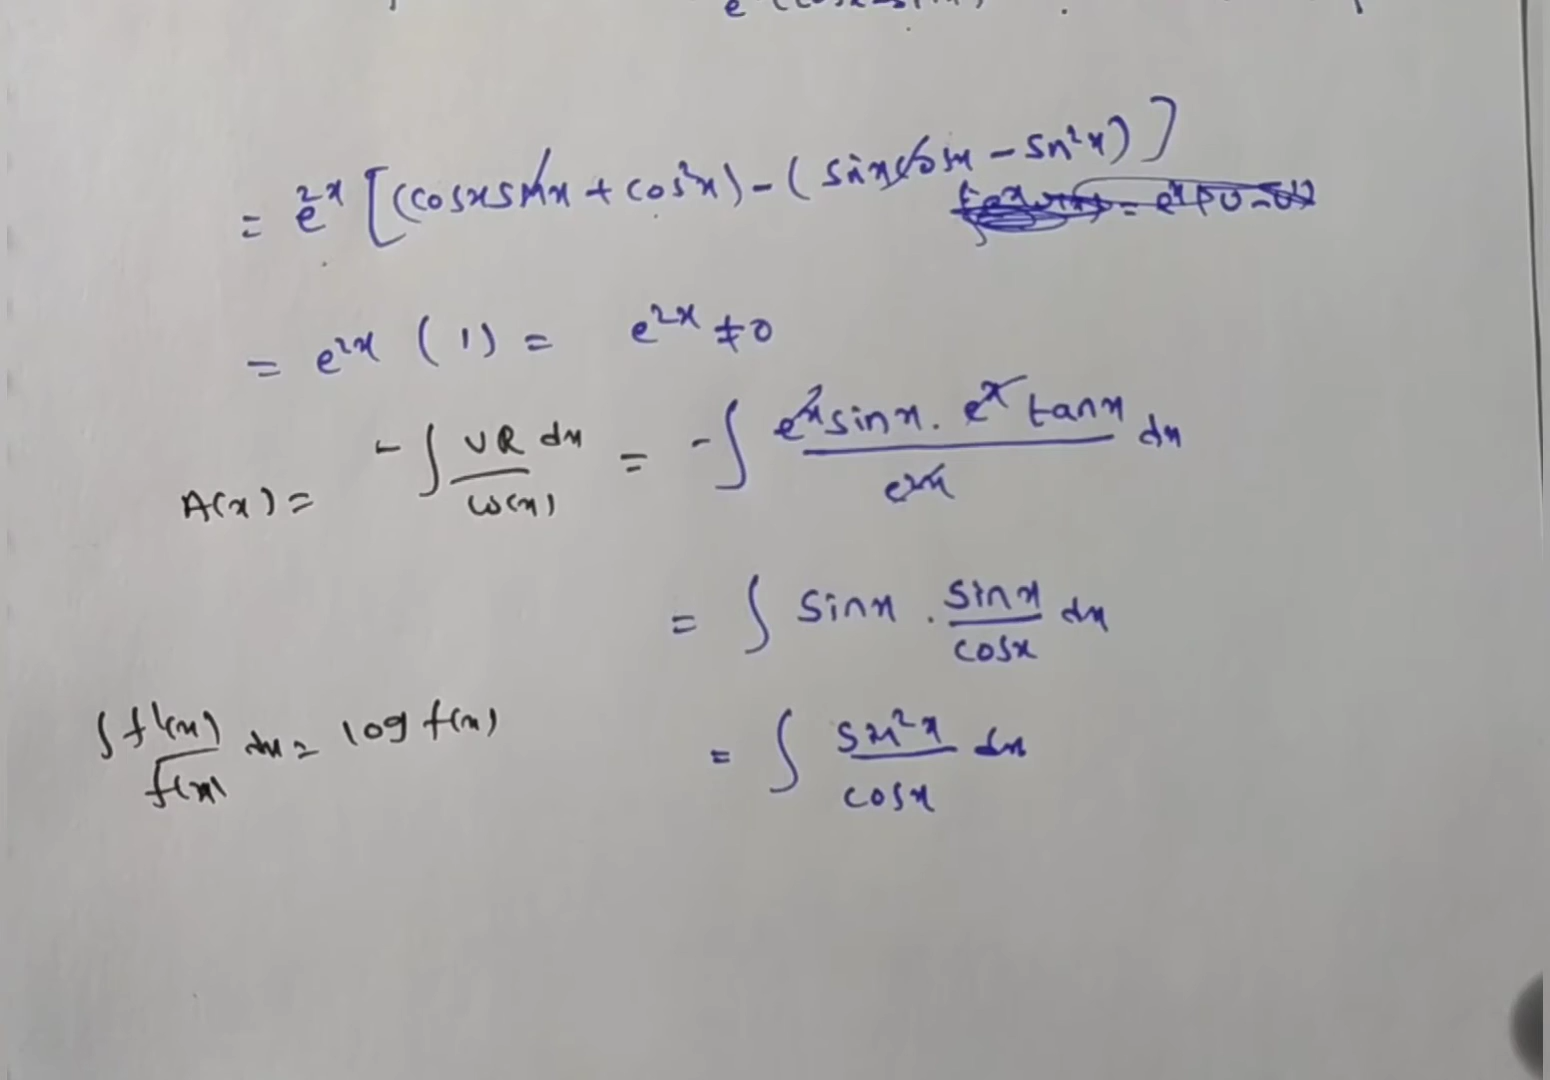 = e^{2x} [(cosx sinx + cos²x) - (sinx cosx - sin²x)]
= e^{2x} (1) = e^{2x} ≠ 0
A(x) = -∫ VR dx / w(x) = -∫ e^x sinx . e^x tanx / e^{2x} dx
= ∫ sinx . sinx / cosx dx
∫ f'(x) / f(x) dx = log f(x)
= ∫ sin²x / cosx dx